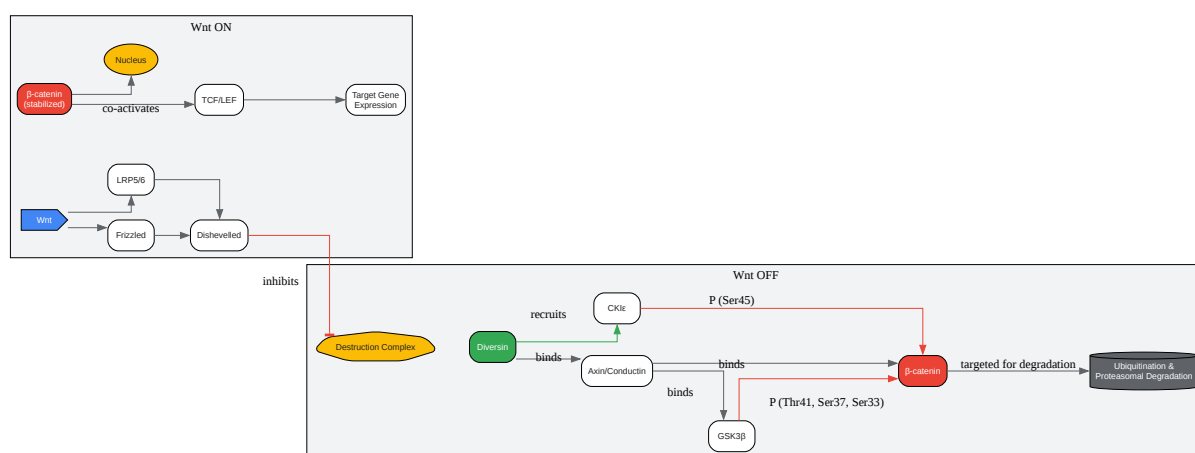 Wnt ON
Nucleus
β-catenin
(stabilized)
co-activates
TCF/LEF
Target Gene
Expression
LRP5/6
Wnt
Frizzled
Dishevelled
inhibits
Wnt OFF
Destruction Complex
Diversin
recruits
CKIε
P (Ser45)
binds
Axin/Conductin
binds
binds
GSK3β
P (Thr41, Ser37, Ser33)
β-catenin
targeted for degradation
Ubiquitination &
Proteasomal Degradation